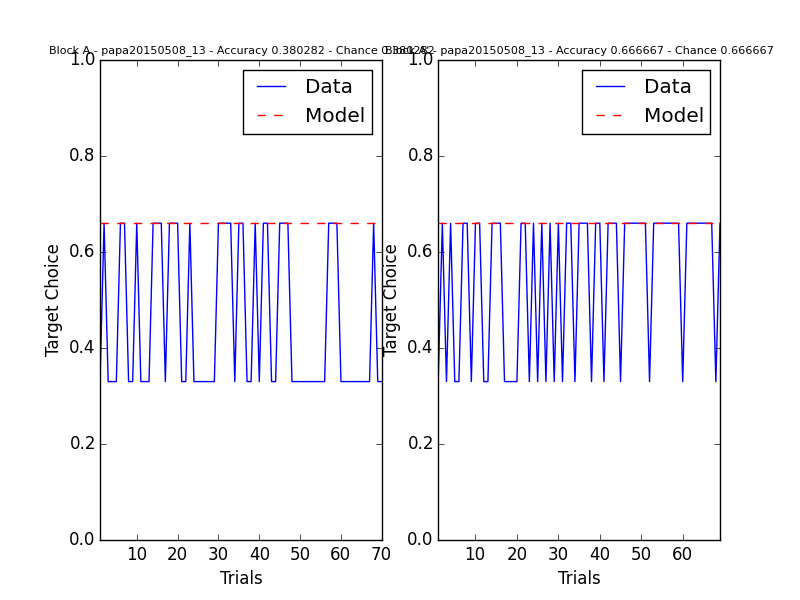 Block A - papa20150508_13 - Accuracy 0.380282 - Chance 0.380282
- papa20150508_13 - Accuracy 0.666667 - Chance 0.666667
1.0
0.8
0.6
0.4
0.2
0.0
Target Choice
Data
Model
10 20 30 40 50 60 70
Trials
1.0
0.8
0.6
0.4
0.2
0.0
Target Choice
Data
Model
10 20 30 40 50 60
Trials